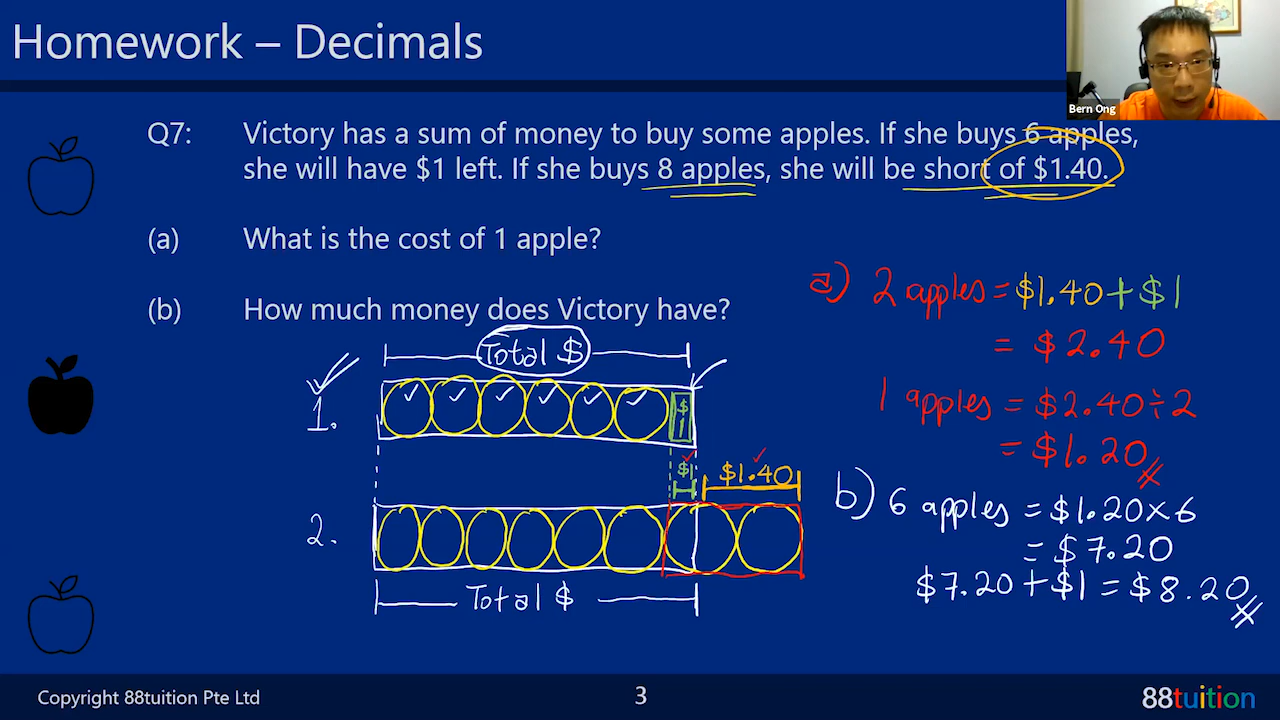 Homework – Decimals
Bern Ong
Q7: Victory has a sum of money to buy some apples. If she buys 6 apples,
she will have $1 left. If she buys 8 apples, she will be short of $1.40.
(a) What is the cost of 1 apple?
(b) How much money does Victory have?
Total $
1.
$1
$1
$1.40
2.
Total $
a) 2 apples = $1.40 + $1
= $2.40
1 apples = $2.40 ÷ 2
= $1.20
b) 6 apples = $1.20 × 6
= $7.20
$7.20 + $1 = $8.20
Copyright 88tuition Pte Ltd
3
88tuition